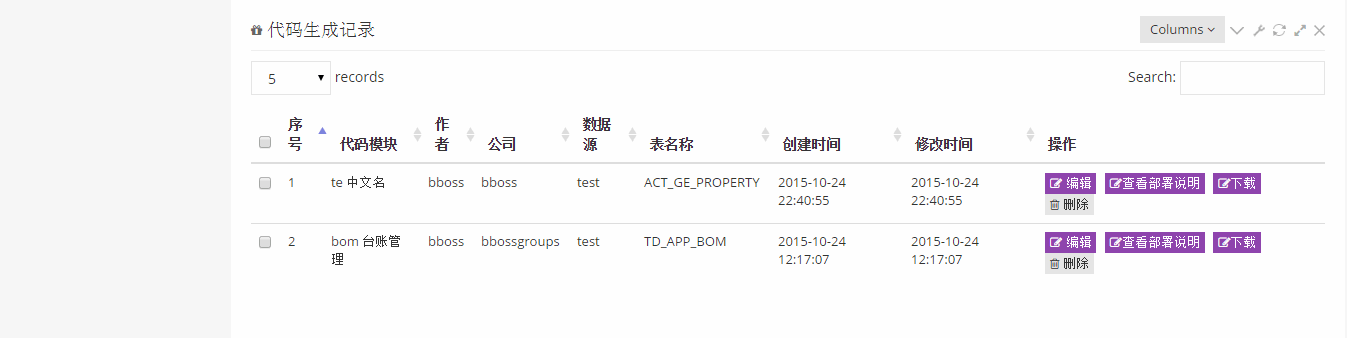 代码生成记录
Columns
5 records
Search:
序号 代码模块 作者 公司 数据源 表名称 创建时间 修改时间 操作
1 te 中文名 bboss bboss test ACT_GE_PROPERTY 2015-10-24 22:40:55 2015-10-24 22:40:55 编辑 查看部署说明 下载
删除
2 bom 台账管理 bboss bbossgroups test TD_APP_BOM 2015-10-24 12:17:07 2015-10-24 12:17:07 编辑 查看部署说明 下载
删除